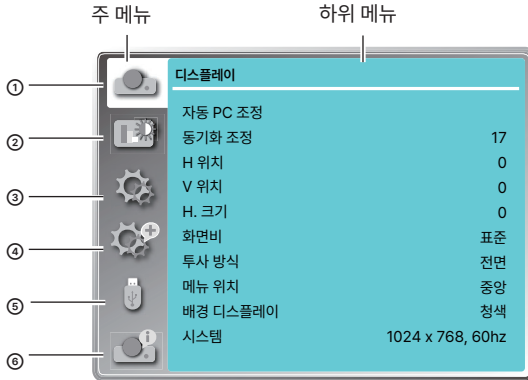 주 메뉴 하위 메뉴
① 디스플레이
자동 PC 조정
② 동기화 조정 17
H 위치 0
③ V 위치 0
H. 크기 0
④ 화면비 표준
투사 방식 전면
메뉴 위치 중앙
⑤ 배경 디스플레이 청색
⑥ 시스템 1024 x 768, 60hz